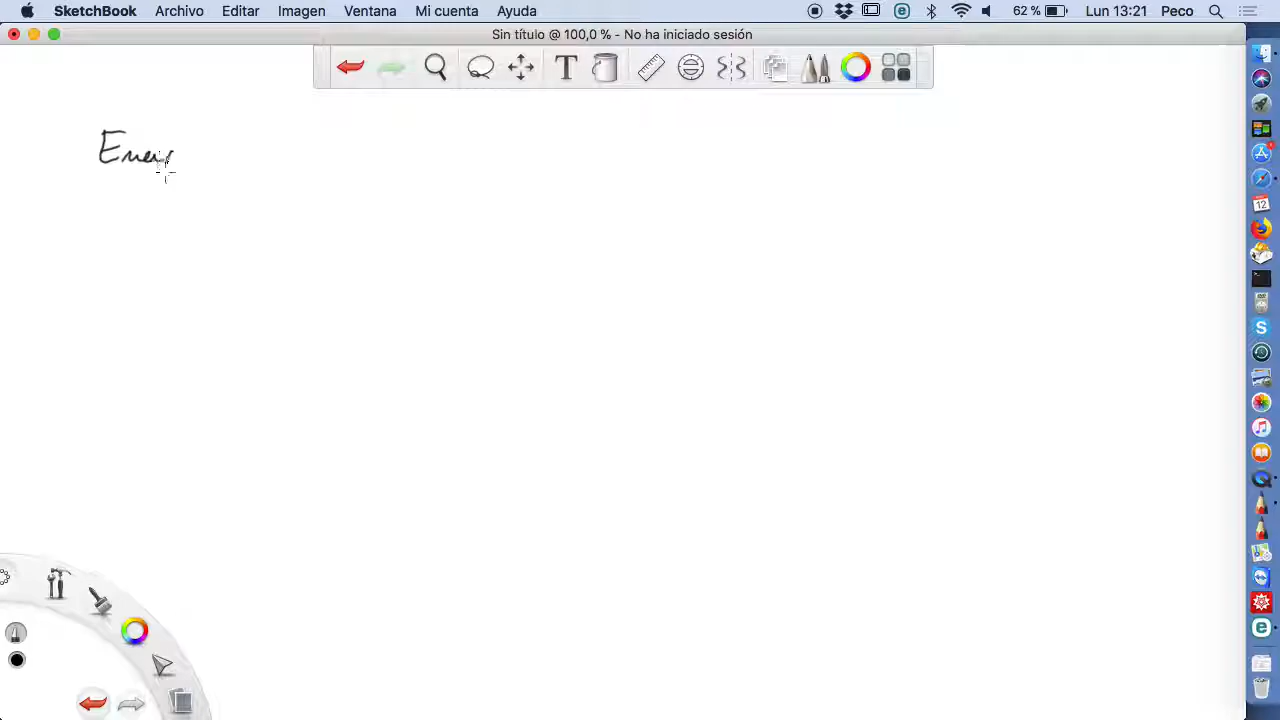 SketchBook Archivo Editar Imagen Ventana Mi cuenta Ayuda 62 % Lun 13:21 Peco
Sin título @ 100,0 % - No ha iniciado sesión
T
Ener
12
S